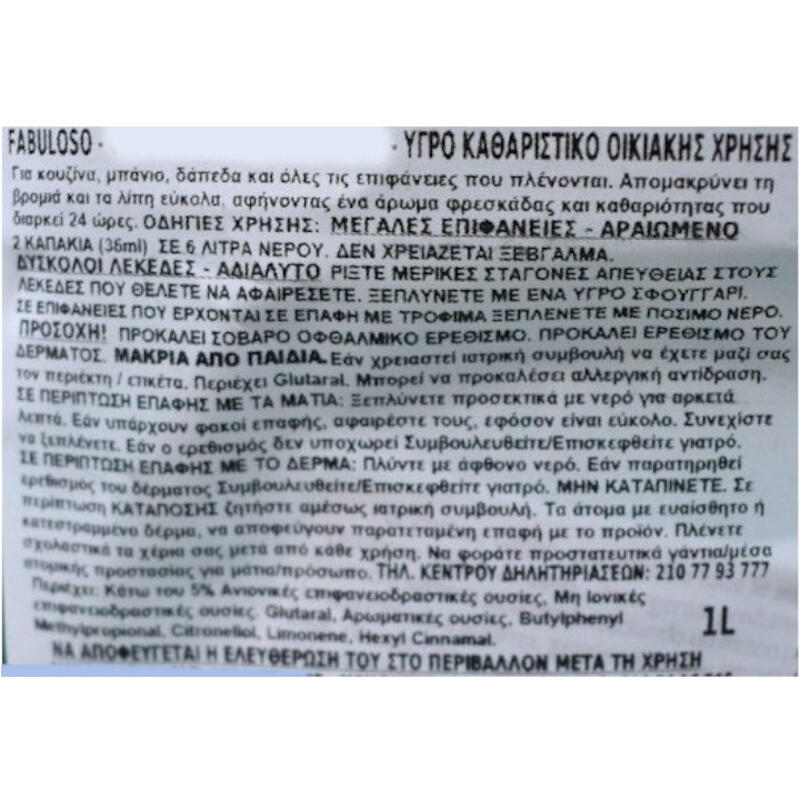 FABULOSO - - ΥΓΡΟ ΚΑΘΑΡΙΣΤΙΚΟ ΟΙΚΙΑΚΗΣ ΧΡΗΣΗΣ
Για κουζίνα, μπάνιο, δάπεδα και όλες τις επιφάνειες που πλένονται. Απομακρύνει τη
βρομιά και τα λίπη εύκολα, αφήνοντας ένα άρωμα φρεσκάδας και καθαριότητας που
διαρκεί 24 ώρες. ΟΔΗΓΙΕΣ ΧΡΗΣΗΣ: ΜΕΓΑΛΕΣ ΕΠΙΦΑΝΕΙΕΣ - ΑΡΑΙΩΜΕΝΟ
2 ΚΑΠΑΚΙΑ (36ml) ΣΕ 6 ΛΙΤΡΑ ΝΕΡΟΥ. ΔΕΝ ΧΡΕΙΑΖΕΤΑΙ ΞΕΒΓΑΛΜΑ.
ΔΥΣΚΟΛΟΙ ΛΕΚΕΔΕΣ - ΑΔΙΑΛΥΤΟ ΡΙΞΤΕ ΜΕΡΙΚΕΣ ΣΤΑΓΟΝΕΣ ΑΠΕΥΘΕΙΑΣ ΣΤΟΥΣ
ΛΕΚΕΔΕΣ ΠΟΥ ΘΕΛΕΤΕ ΝΑ ΑΦΑΙΡΕΣΕΤΕ. ΞΕΠΛΥΝΕΤΕ ΜΕ ΕΝΑ ΥΓΡΟ ΣΦΟΥΓΓΑΡΙ.
ΣΕ ΕΠΙΦΑΝΕΙΕΣ ΠΟΥ ΕΡΧΟΝΤΑΙ ΣΕ ΕΠΑΦΗ ΜΕ ΤΡΟΦΙΜΑ ΞΕΠΛΕΝΕΤΕ ΜΕ ΠΟΣΙΜΟ ΝΕΡΟ.
ΠΡΟΣΟΧΗ! ΠΡΟΚΑΛΕΙ ΣΟΒΑΡΟ ΟΦΘΑΛΜΙΚΟ ΕΡΕΘΙΣΜΟ. ΠΡΟΚΑΛΕΙ ΕΡΕΘΙΣΜΟ ΤΟΥ
ΔΕΡΜΑΤΟΣ. ΜΑΚΡΙΑ ΑΠΟ ΠΑΙΔΙΑ. Εάν χρειαστεί ιατρική συμβουλή να έχετε μαζί σας
τον περιέκτη / ετικέτα. Περιέχει Glutaral. Μπορεί να προκαλέσει αλλεργική αντίδραση.
ΣΕ ΠΕΡΙΠΤΩΣΗ ΕΠΑΦΗΣ ΜΕ ΤΑ ΜΑΤΙΑ: Ξεπλύνετε προσεκτικά με νερό για αρκετά
λεπτά. Εάν υπάρχουν φακοί επαφής, αφαιρέστε τους, εφόσον είναι εύκολο. Συνεχίστε
να ξεπλένετε. Εάν ο ερεθισμός δεν υποχωρεί Συμβουλευθείτε/Επισκεφθείτε γιατρό.
ΣΕ ΠΕΡΙΠΤΩΣΗ ΕΠΑΦΗΣ ΜΕ ΤΟ ΔΕΡΜΑ: Πλύντε με άφθονο νερό. Εάν παρατηρηθεί
ερεθισμός του δέρματος Συμβουλευθείτε/Επισκεφθείτε γιατρό. ΜΗΝ ΚΑΤΑΠΙΝΕΤΕ. Σε
περίπτωση ΚΑΤΑΠΟΣΗΣ ζητήστε αμέσως ιατρική συμβουλή. Τα άτομα με ευαίσθητο ή
κατεστραμμένο δέρμα, να αποφεύγουν παρατεταμένη επαφή με το προϊόν. Πλένετε
σχολαστικά τα χέρια σας μετά από κάθε χρήση. Να φοράτε προστατευτικά γάντια/μέσα
ατομικής προστασίας για μάτια/πρόσωπο. ΤΗΛ. ΚΕΝΤΡΟΥ ΔΗΛΗΤΗΡΙΑΣΕΩΝ: 210 77 93 777
Περιέχει: Κάτω του 5% Ανιονικές επιφανειοδραστικές ουσίες, Μη Ιονικές
επιφανειοδραστικές ουσίες, Glutaral, Αρωματικές ουσίες, Butylphenyl
Methylpropional, Citronellol, Limonene, Hexyl Cinnamal.
1L
ΝΑ ΑΠΟΦΕΥΓΕΤΑΙ Η ΕΛΕΥΘΕΡΩΣΗ ΤΟΥ ΣΤΟ ΠΕΡΙΒΑΛΛΟΝ ΜΕΤΑ ΤΗ ΧΡΗΣΗ